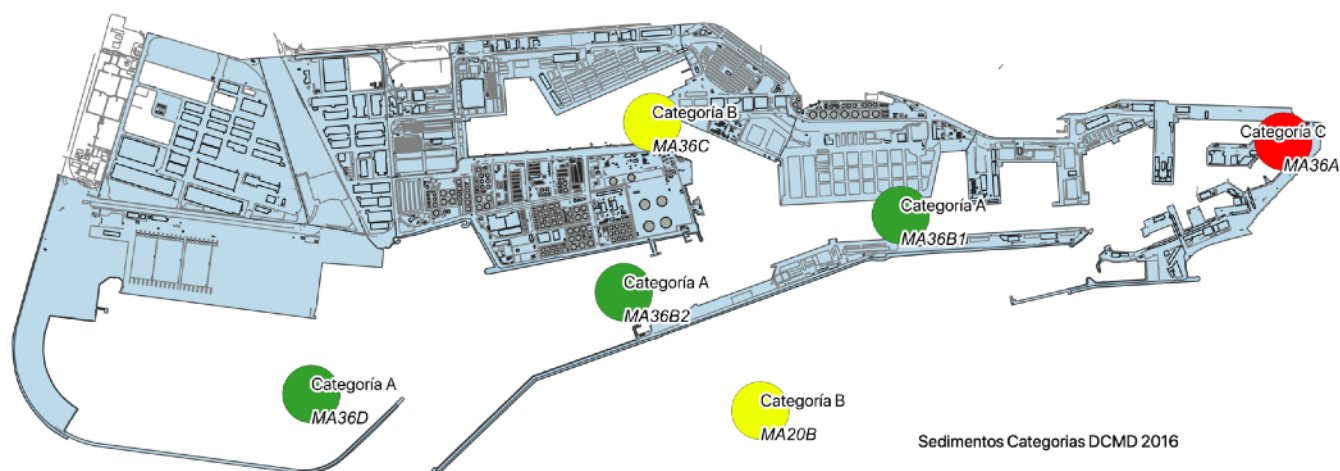 Categoría B
MA36C
Categoría C
MA36A
Categoría A
MA36B1
Categoría A
MA36B2
Categoría A
MA36D
Categoría B
MA20B
Sedimentos Categorias DCMD 2016